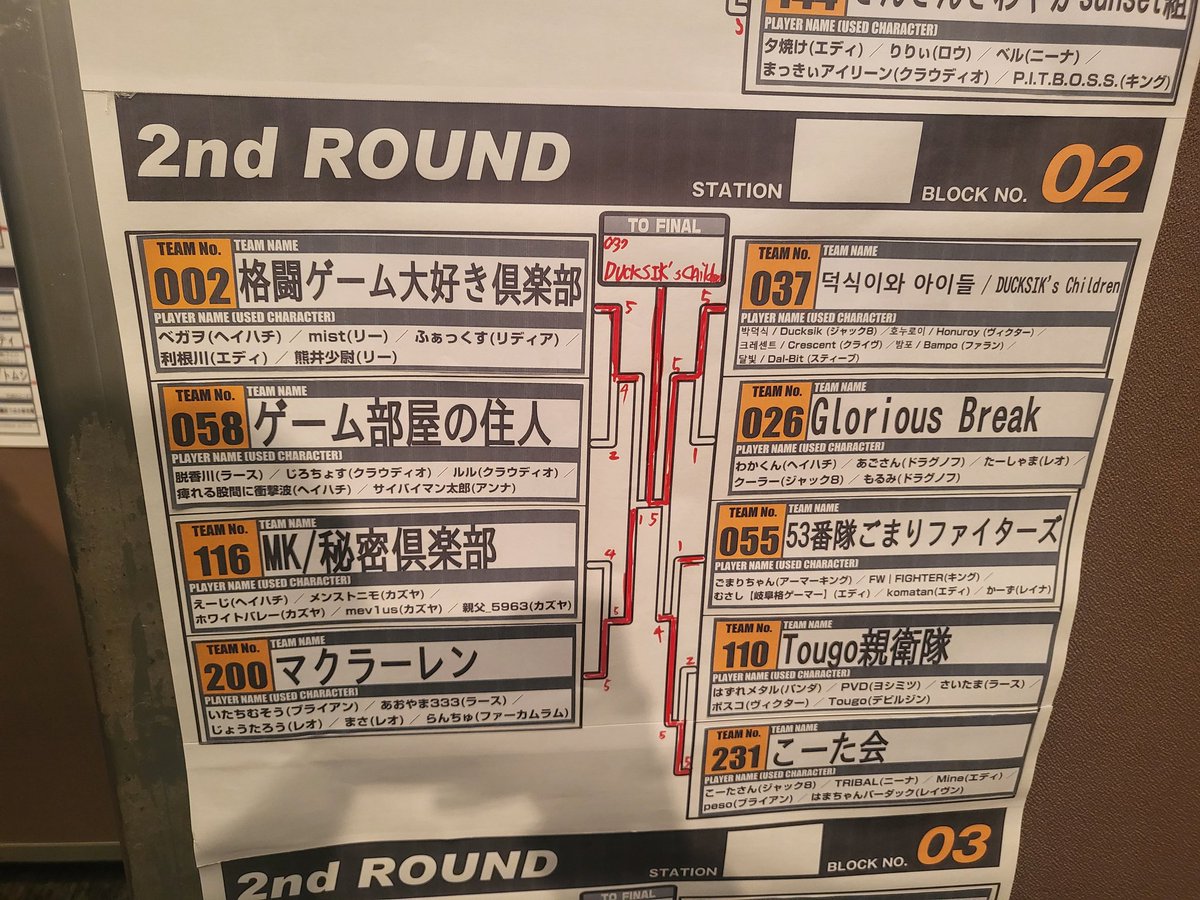 PLAYER NAME (USED CHARACTER)
夕焼け(エディ) ／ りりぃ(ロウ) ／ ベル(ニーナ) ／
まっきぃアイリーン(クラウディオ) ／ P.I.T.B.O.S.S.(キング)
2nd ROUND
STATION
BLOCK NO. 02
TO FINAL
037
DUCKSIK's Children
TEAM No. TEAM NAME
002 格闘ゲーム大好き倶楽部
PLAYER NAME (USED CHARACTER)
ベガヲ(ヘイハチ) ／ mist(リー) ／ ふぁっくす(リディア) ／
利根川(エディ) ／ 熊井少尉(リー)
TEAM No. TEAM NAME
058 ゲーム部屋の住人
PLAYER NAME (USED CHARACTER)
脱香川(ラース) ／ じろちょす(クラウディオ) ／ ルル(クラウディオ) ／
痺れる股間に衝撃波(ヘイハチ) ／ サイバイマン太郎(アンナ)
TEAM No. TEAM NAME
116 MK/秘密倶楽部
PLAYER NAME (USED CHARACTER)
えーじ(ヘイハチ) ／ メンストニモ(カズヤ) ／
ホワイトバレー(カズヤ) ／ mev1us(カズヤ) ／ 親父_5963(カズヤ)
TEAM No. TEAM NAME
200 マクラーレン
PLAYER NAME (USED CHARACTER)
いたちむそう(ブライアン) ／ あおやま333(ラース) ／
じょうたろう(レオ) ／ まさ(レオ) ／ らんちゅ(ファーカムラム)
5
4
2
4
5
5
1
5
5
5
1
1
4
2
5
5
TEAM No. TEAM NAME
037 덕식이와 아이들 / DUCKSIK's Children
PLAYER NAME (USED CHARACTER)
박덕식 / Ducksik (ジャック8) ／호누로이 / Honuroy (ヴィクター) ／
크레센트 / Crescent (クライヴ) ／밤포 / Bampo (ファラン) ／
달빛 / Dal-Bit (スティーブ)
TEAM No. TEAM NAME
026 Glorious Break
PLAYER NAME (USED CHARACTER)
わかくん(ヘイハチ) ／ あごさん(ドラグノフ) ／ たーしゃま(レオ) ／
クーラー(ジャック8) ／ もるみ(ドラグノフ)
TEAM No. TEAM NAME
055 53番隊ごまりファイターズ
PLAYER NAME (USED CHARACTER)
ごまりちゃん(アーマーキング) ／ FW｜FIGHTER(キング) ／
むさし【岐阜格ゲーマー】(エディ) ／ komatan(エディ) ／ かーず(レイナ)
TEAM No. TEAM NAME
110 Tougo親衛隊
PLAYER NAME (USED CHARACTER)
はずれメタル(パンダ) ／ PVD(ヨシミツ) ／ さいたま(ラース) ／
ボスコ(ヴィクター) ／ Tougo(デビルジン)
TEAM No. TEAM NAME
231 こーた会
PLAYER NAME (USED CHARACTER)
こーたさん(ジャック8) ／ TRIBAL(ニーナ) ／ Mine(エディ) ／
peso(ブライアン) ／ はまちゃんバーダック(レイヴン)
2nd ROUND
STATION
BLOCK NO. 03
TO FINAL